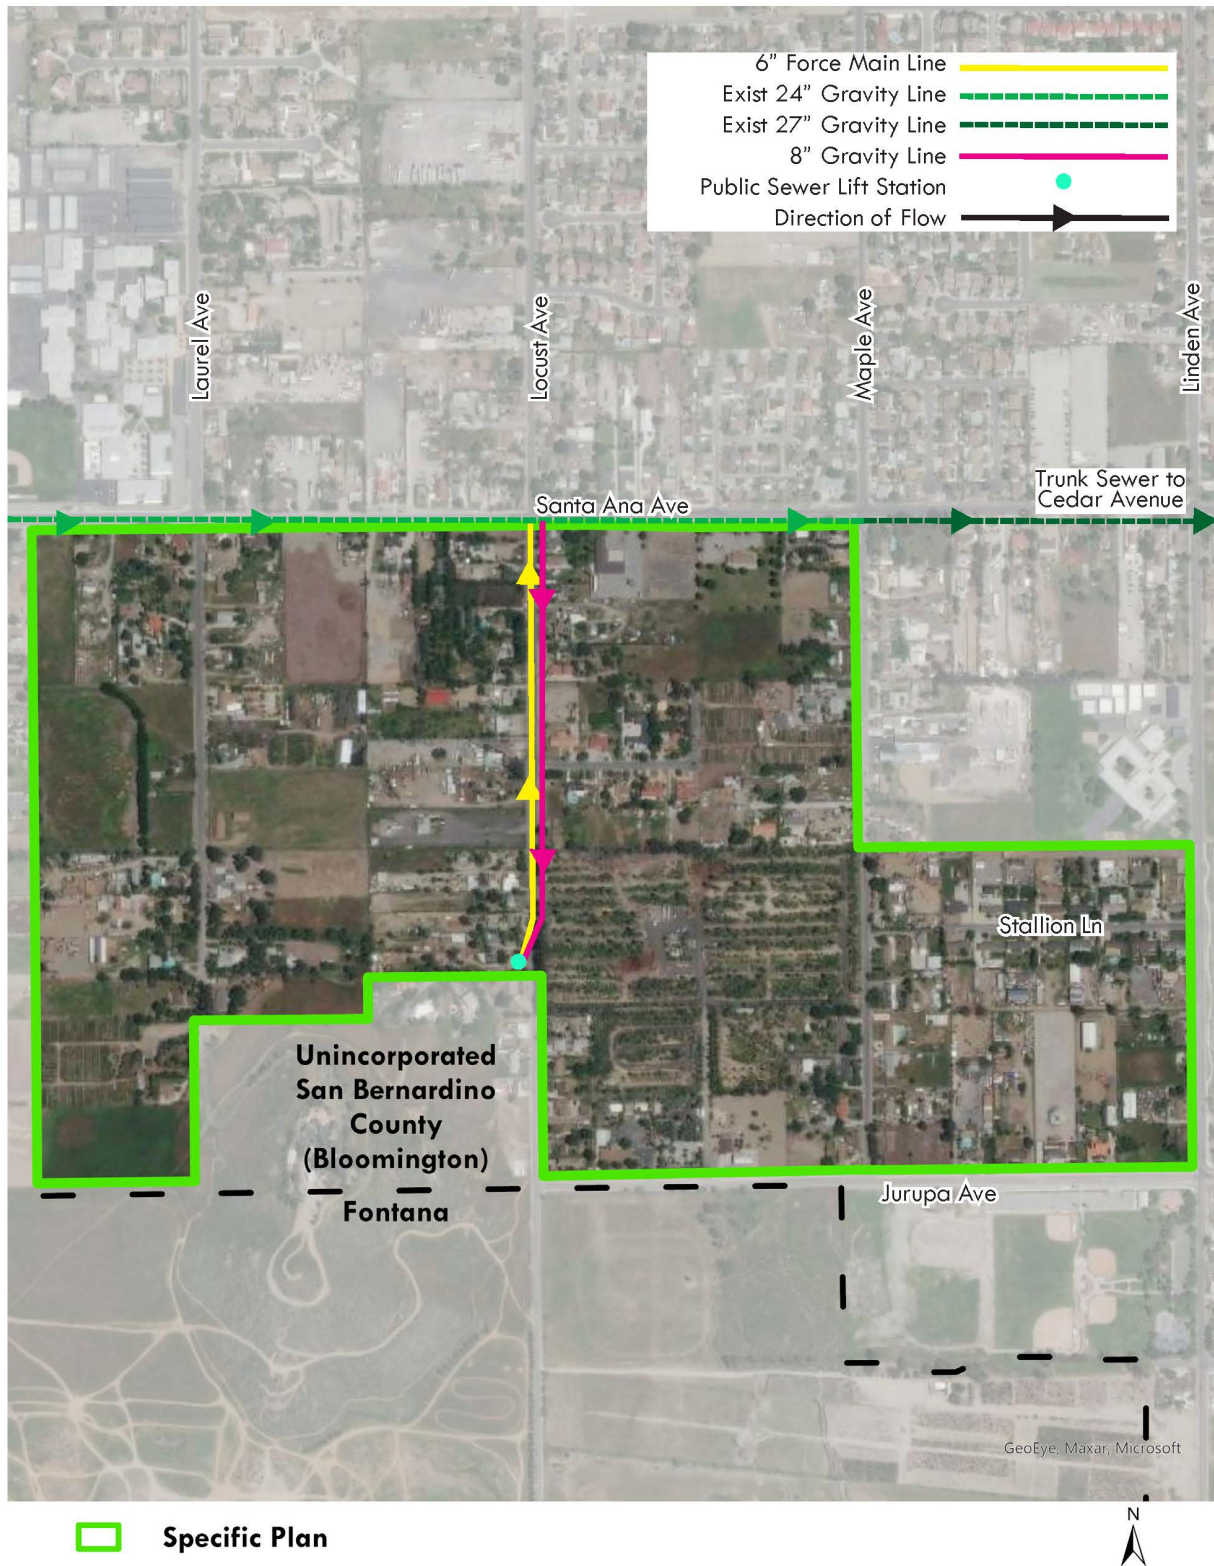 6” Force Main Line
Exist 24” Gravity Line
Exist 27” Gravity Line
8” Gravity Line
Public Sewer Lift Station
Direction of Flow
Laurel Ave
Locust Ave
Maple Ave
Linden Ave
Trunk Sewer to
Cedar Avenue
Santa Ana Ave
Stallion Ln
Unincorporated
San Bernardino
County
(Bloomington)
Fontana
Jurupa Ave
GeoEye, Maxar, Microsoft
N
Specific Plan